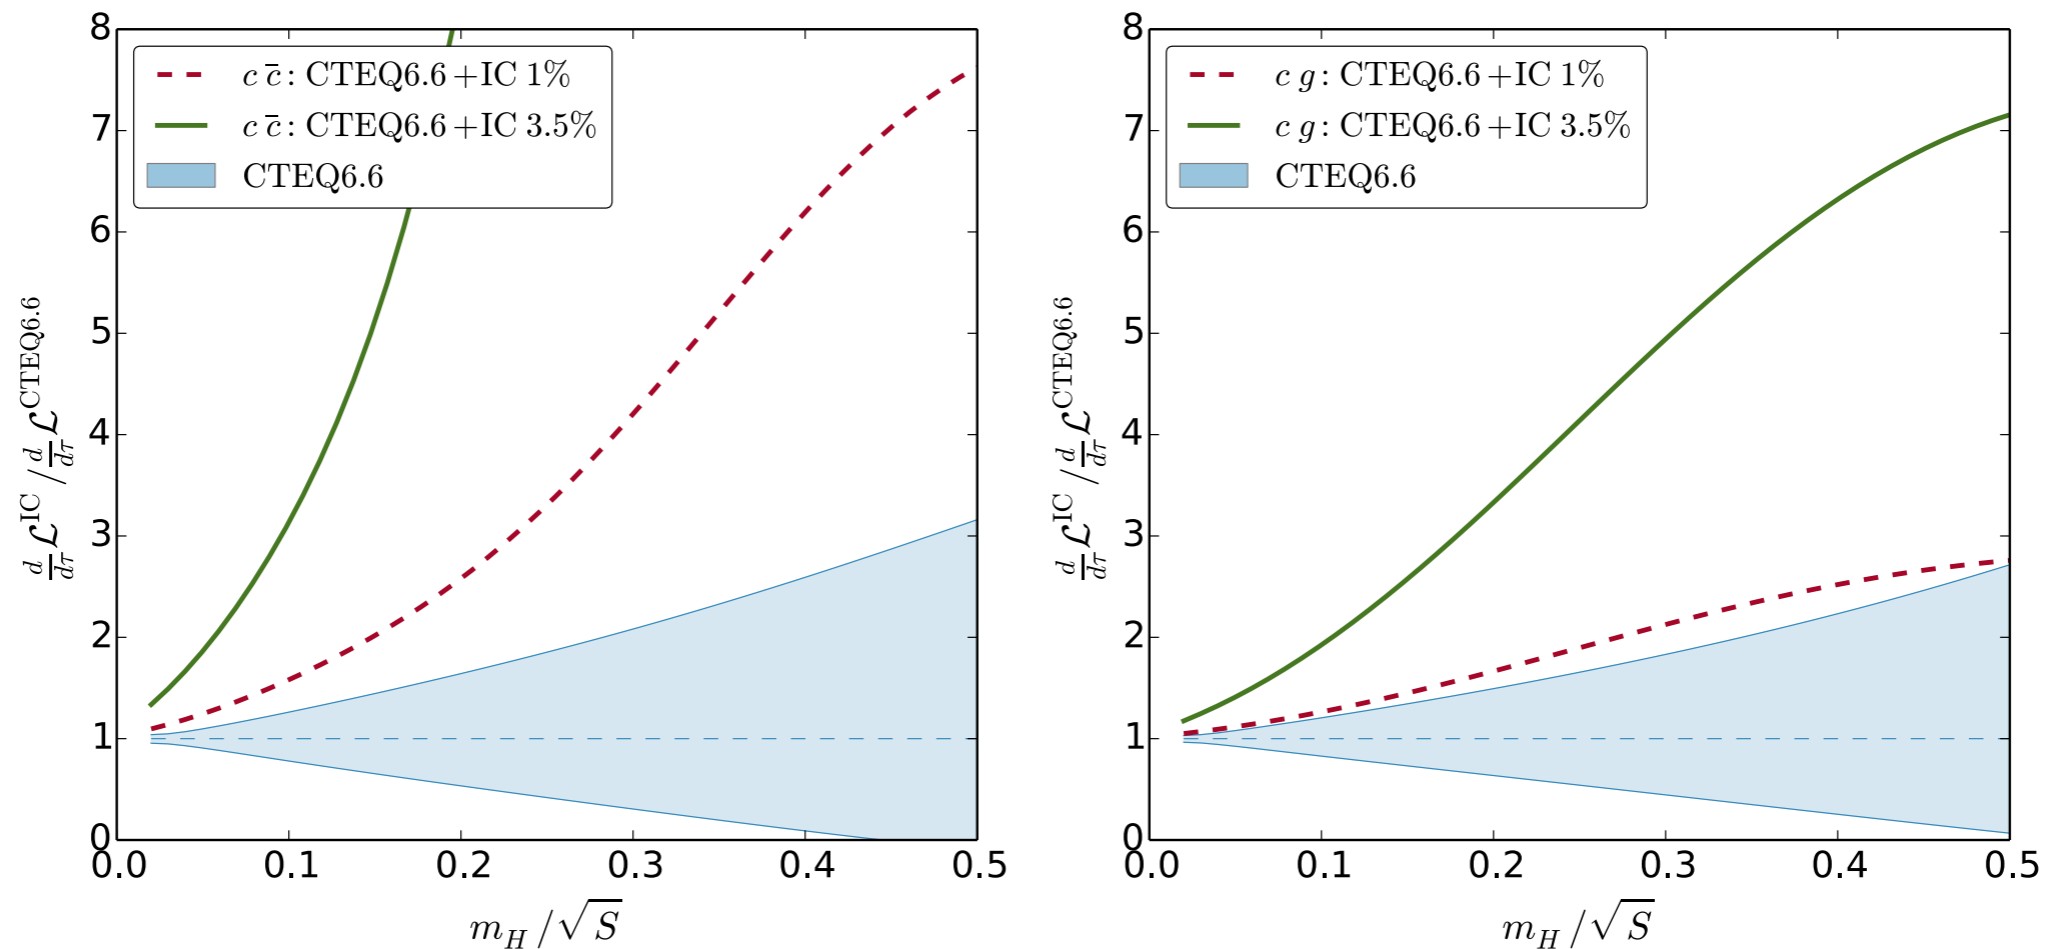 8
7
6
5
4
3
2
1
0
0.0 0.1 0.2 0.3 0.4 0.5
c c̄ : CTEQ6.6 +IC 1%
c c̄ : CTEQ6.6 +IC 3.5%
CTEQ6.6
d/dτ ℒ^IC / d/dτ ℒ^CTEQ6.6
m_H /√S
8
7
6
5
4
3
2
1
0
0.0 0.1 0.2 0.3 0.4 0.5
c g : CTEQ6.6 +IC 1%
c g : CTEQ6.6 +IC 3.5%
CTEQ6.6
d/dτ ℒ^IC / d/dτ ℒ^CTEQ6.6
m_H /√S